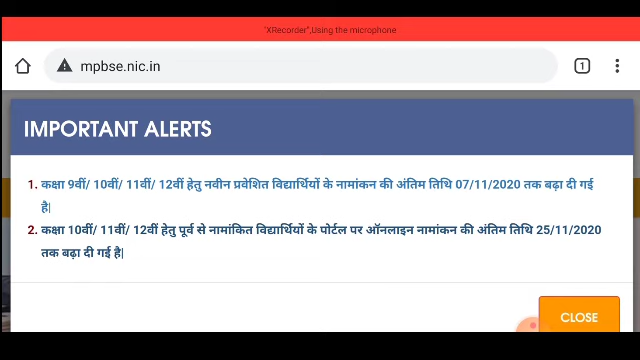 "XRecorder",Using the microphone
mpbse.nic.in
1
IMPORTANT ALERTS
1. कक्षा 9वीं/ 10वीं/ 11वीं/ 12वीं हेतु नवीन प्रवेशित विद्यार्थियों के नामांकन की अंतिम तिथि 07/11/2020 तक बढ़ा दी गई
है|
2. कक्षा 10वीं/ 11वीं/ 12वीं हेतु पूर्व से नामांकित विद्यार्थियों के पोर्टल पर ऑनलाइन नामांकन की अंतिम तिथि 25/11/2020
तक बढ़ा दी गई है|
CLOSE